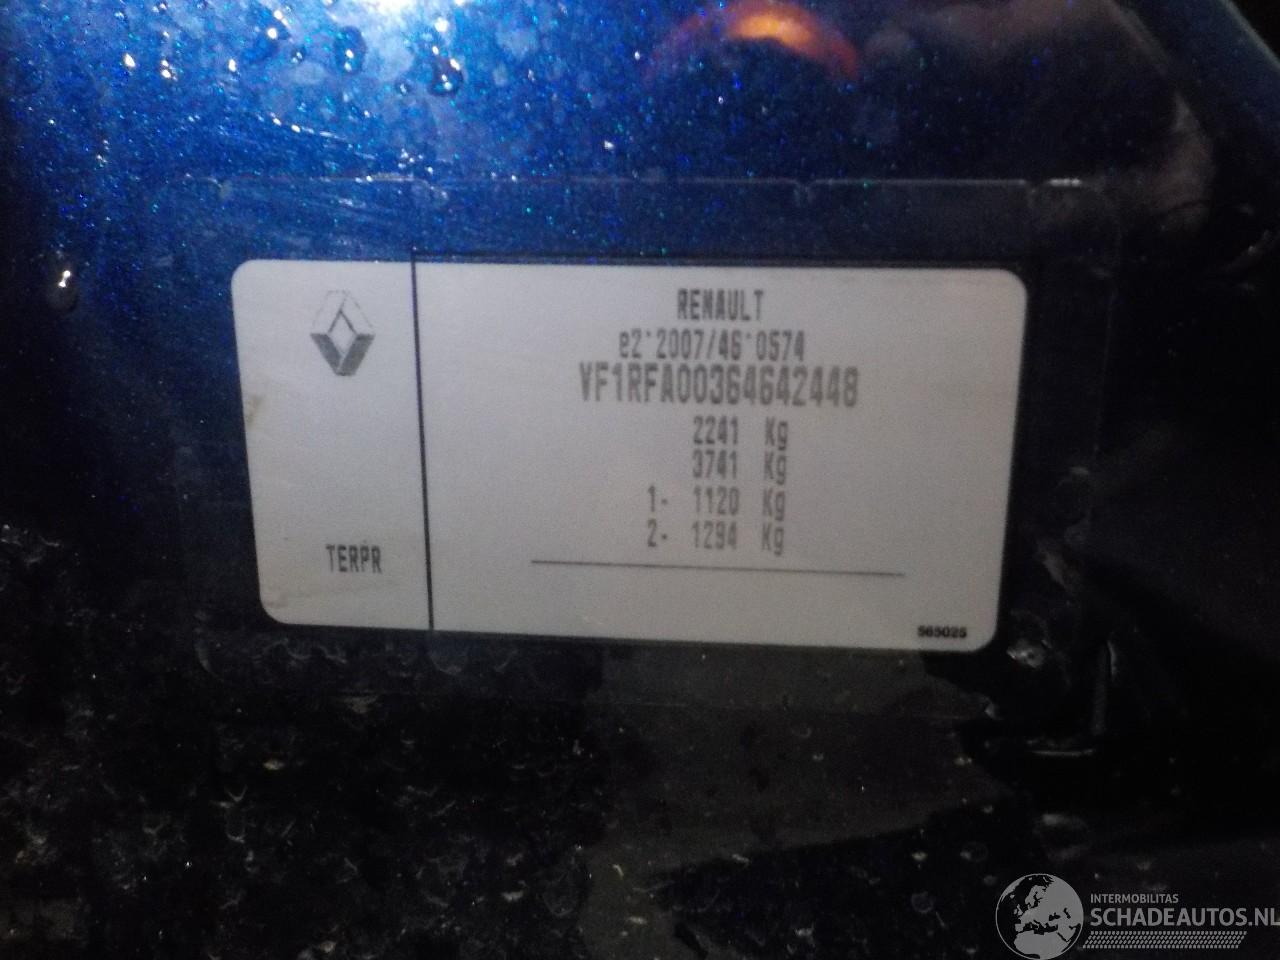 RENAULT
e2*2007/46*0574
VF1RFA00364642448
2241 Kg
3741 Kg
1- 1120 Kg
2- 1294 Kg
TERPR
565025
INTERMOBILITAS
SCHADEAUTOS.NL